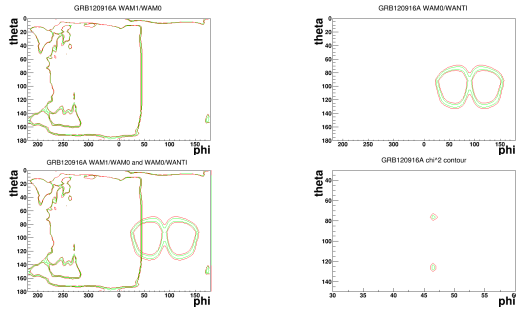 GRB120916A WAM1/WAM0
theta
0
20
40
60
80
100
120
140
160
180
200 250 300 0 50 100 150
phi
GRB120916A WAM0/WANTI
theta
0
20
40
60
80
100
120
140
160
180
200 250 300 0 50 100 150
phi
GRB120916A WAM1/WAM0 and WAM0/WANTI
theta
0
20
40
60
80
100
120
140
160
180
200 250 300 0 50 100 150
phi
GRB120916A chi^2 contour
theta
40
60
80
100
120
140
30 35 40 45 50 55 60
phi